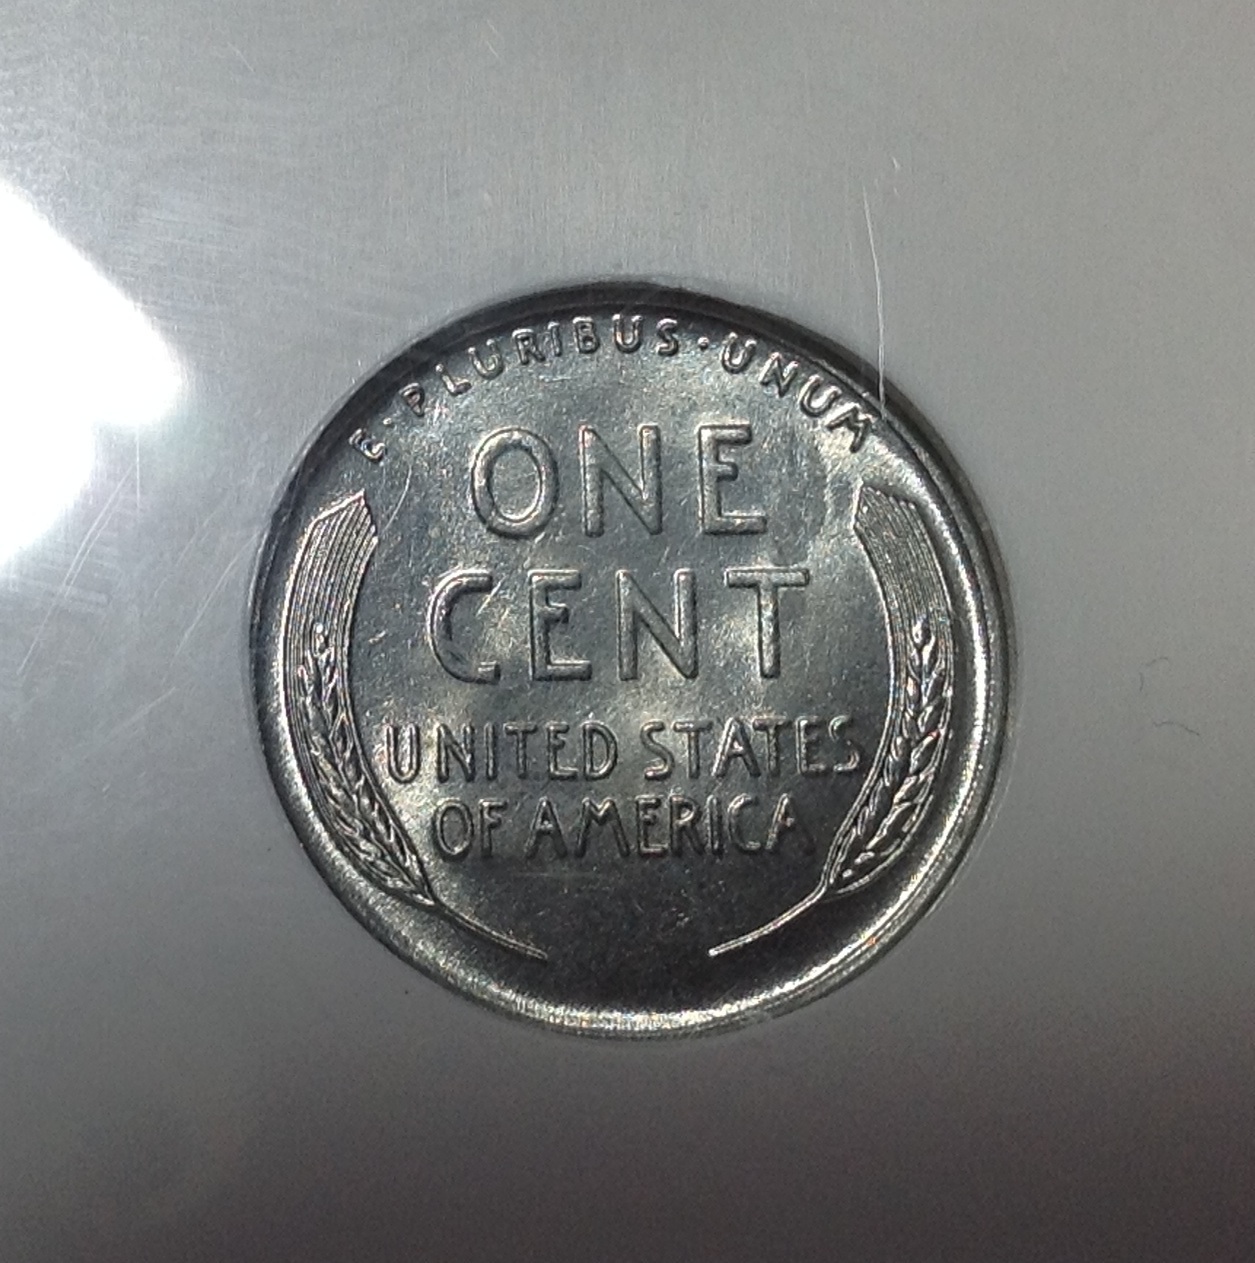 E · PLURIBUS · UNUM
ONE
CENT
UNITED STATES
OF AMERICA